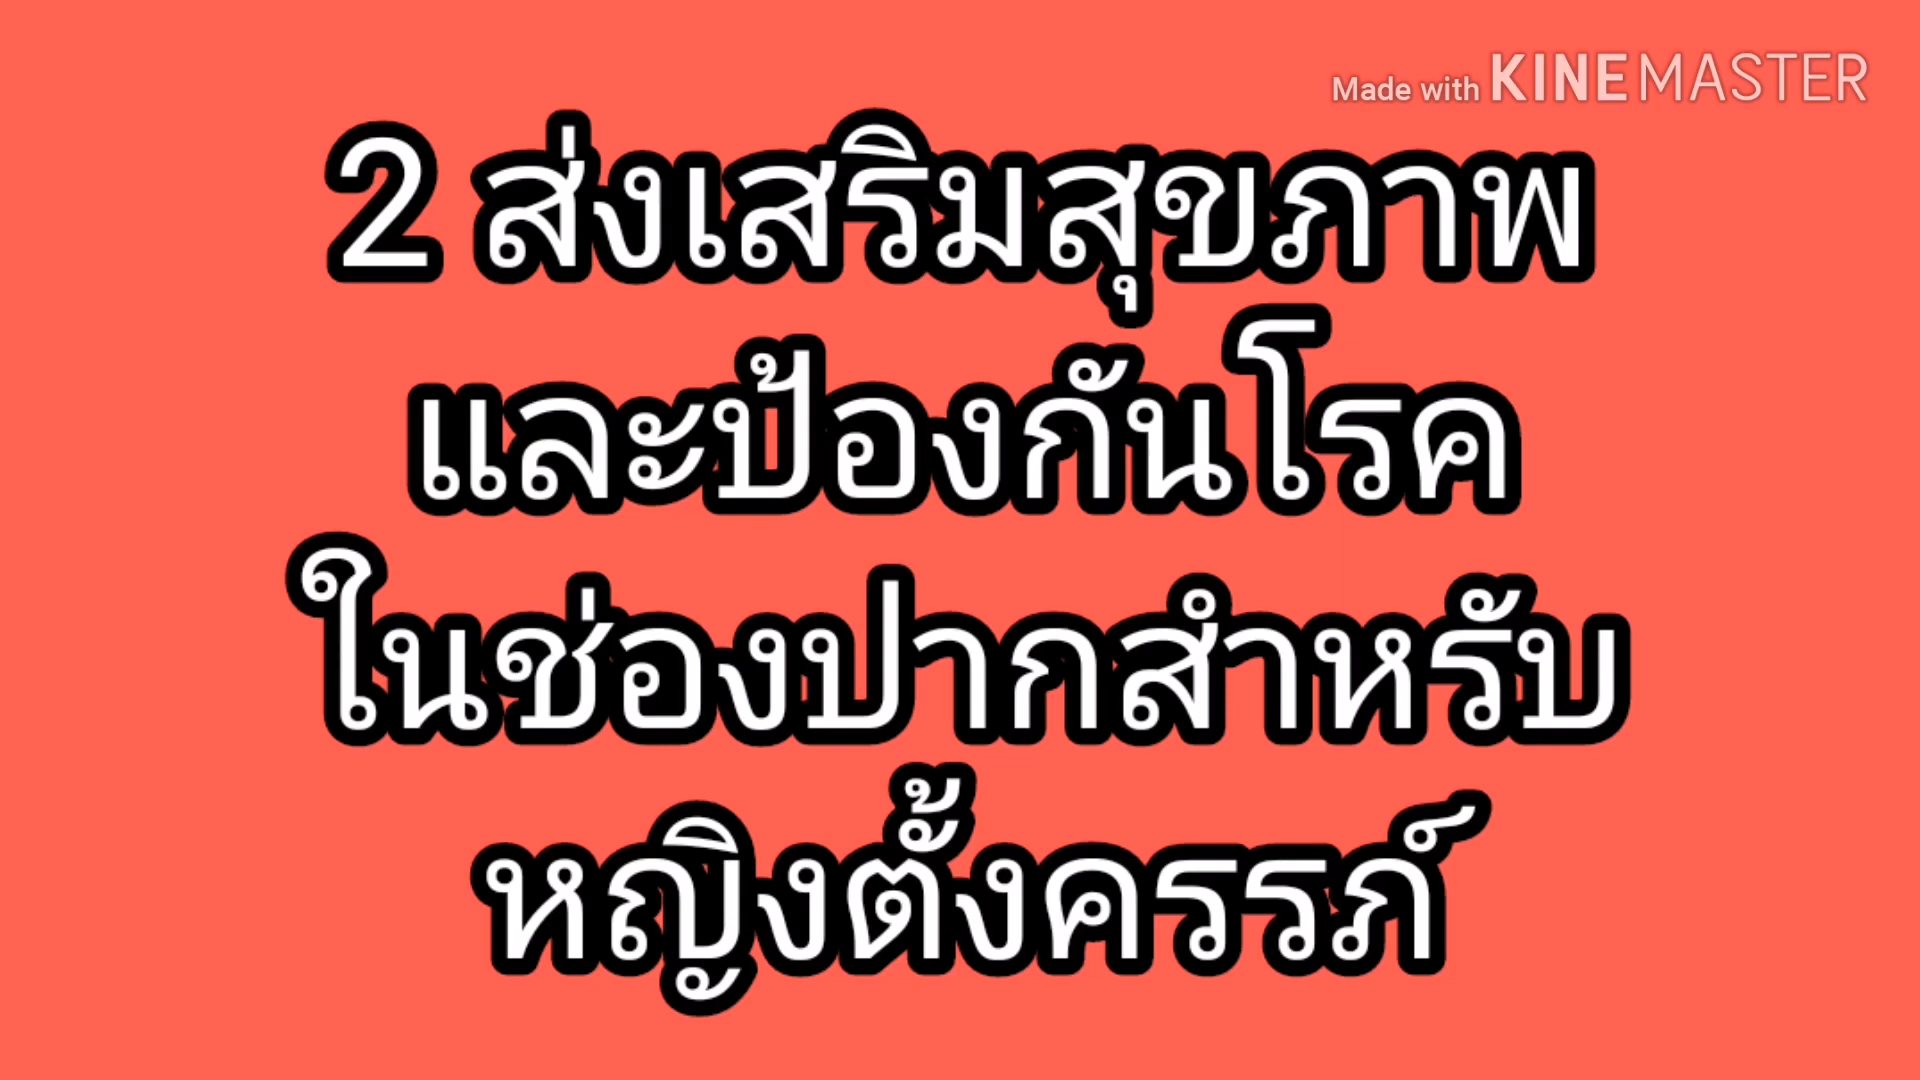 Made with KINEMASTER
2 ส่งเสริมสุขภาพ
และป้องกันโรค
ในช่องปากสำหรับ
หญิงตั้งครรภ์